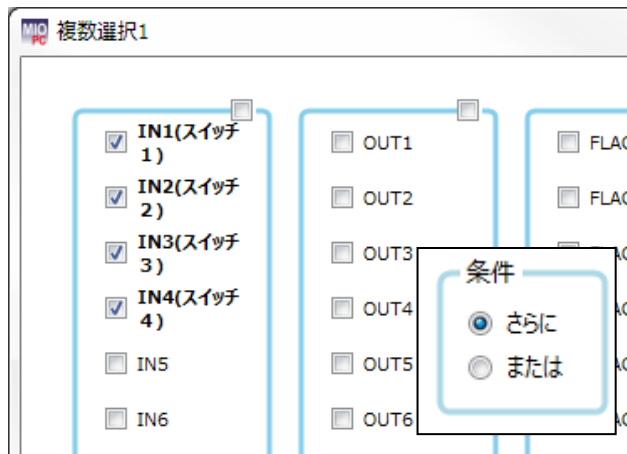 MIO PC 複数選択1
IN1(スイッチ
1)
IN2(スイッチ
2)
IN3(スイッチ
3)
IN4(スイッチ
4)
IN5
IN6
OUT1
OUT2
OUT3
OUT4
OUT5
OUT6
FLAG
FLAG
条件
さらに
または